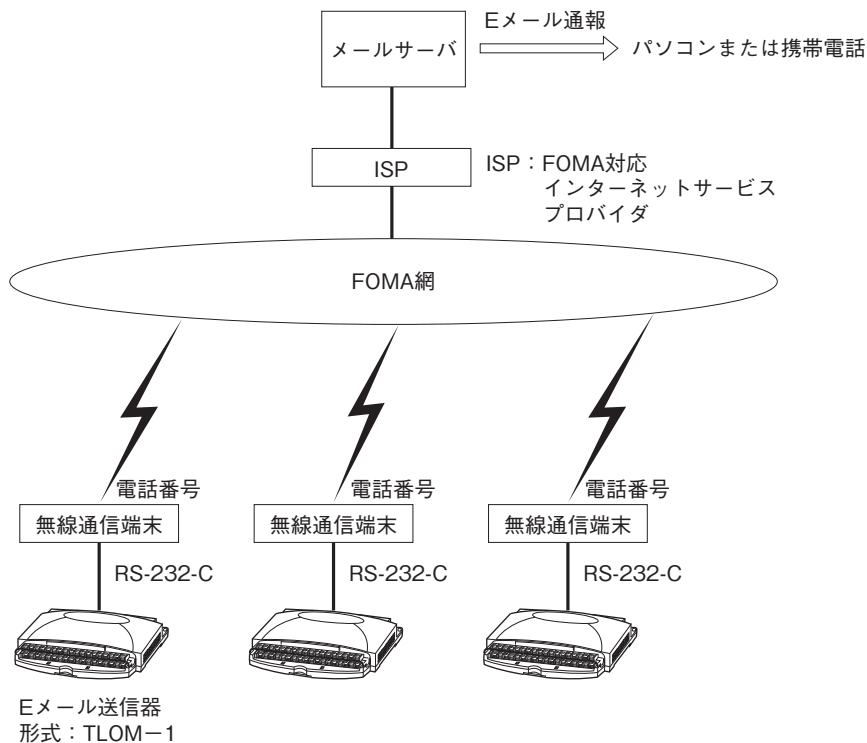 Eメール通報
メールサーバ
パソコンまたは携帯電話
ISP
ISP：FOMA対応
インターネットサービス
プロバイダ
FOMA網
電話番号
電話番号
電話番号
無線通信端末
無線通信端末
無線通信端末
RS-232-C
RS-232-C
RS-232-C
Eメール送信器
形式：TLOM－1